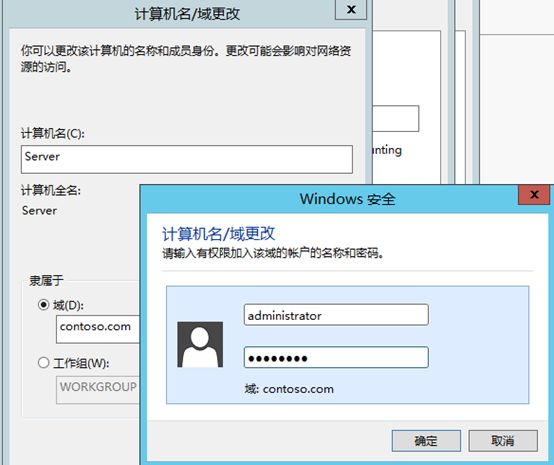 计算机名/域更改
你可以更改该计算机的名称和成员身份。更改可能会影响对网络资
源的访问。
计算机名(C):
Server
计算机全名:
Server
隶属于
域(D):
contoso.com
工作组(W):
WORKGROUP
unting
Windows 安全
计算机名/域更改
请输入有权限加入该域的帐户的名称和密码。
administrator
●●●●●●●●
域: contoso.com
确定
取消